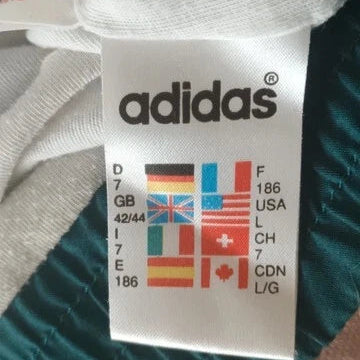 adidas®
D
7
GB
42/44
I
7
E
186
F
186
USA
L
CH
7
CDN
L/G